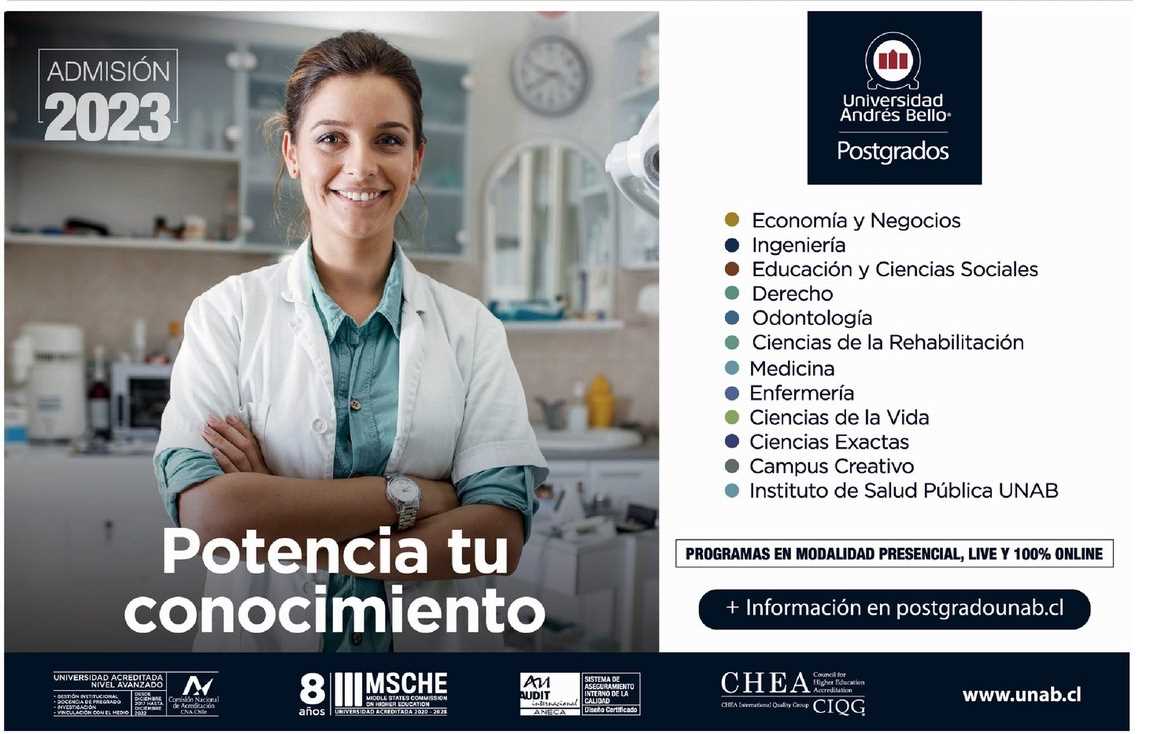 ADMISIÓN
2023
Potencia tu
conocimiento
Universidad
Andrés Bello®
Postgrados
Economía y Negocios
Ingeniería
Educación y Ciencias Sociales
Derecho
Odontología
Ciencias de la Rehabilitación
Medicina
Enfermería
Ciencias de la Vida
Ciencias Exactas
Campus Creativo
Instituto de Salud Pública UNAB
PROGRAMAS EN MODALIDAD PRESENCIAL, LIVE Y 100% ONLINE
+ Información en postgradounab.cl
UNIVERSIDAD ACREDITADA
NIVEL AVANZADO
• GESTIÓN INSTITUCIONAL
• DOCENCIA DE PREGRADO
• INVESTIGACIÓN
• VINCULACIÓN CON EL MEDIO
DESDE
DICIEMBRE
2017 HASTA
DICIEMBRE
2022
Comisión Nacional
de Acreditación
CNA-Chile
8
años
MSCHE
MIDDLE STATES COMMISSION
ON HIGHER EDUCATION
UNIVERSIDAD ACREDITADA 2020 - 2028
AUDIT
internacional
ANECA
SISTEMA DE
ASEGURAMIENTO
INTERNO DE LA
CALIDAD
Diseño Certificado
CHEA
Council for
Higher Education
Accreditation
CHEA International Quality Group
CIQG
www.unab.cl